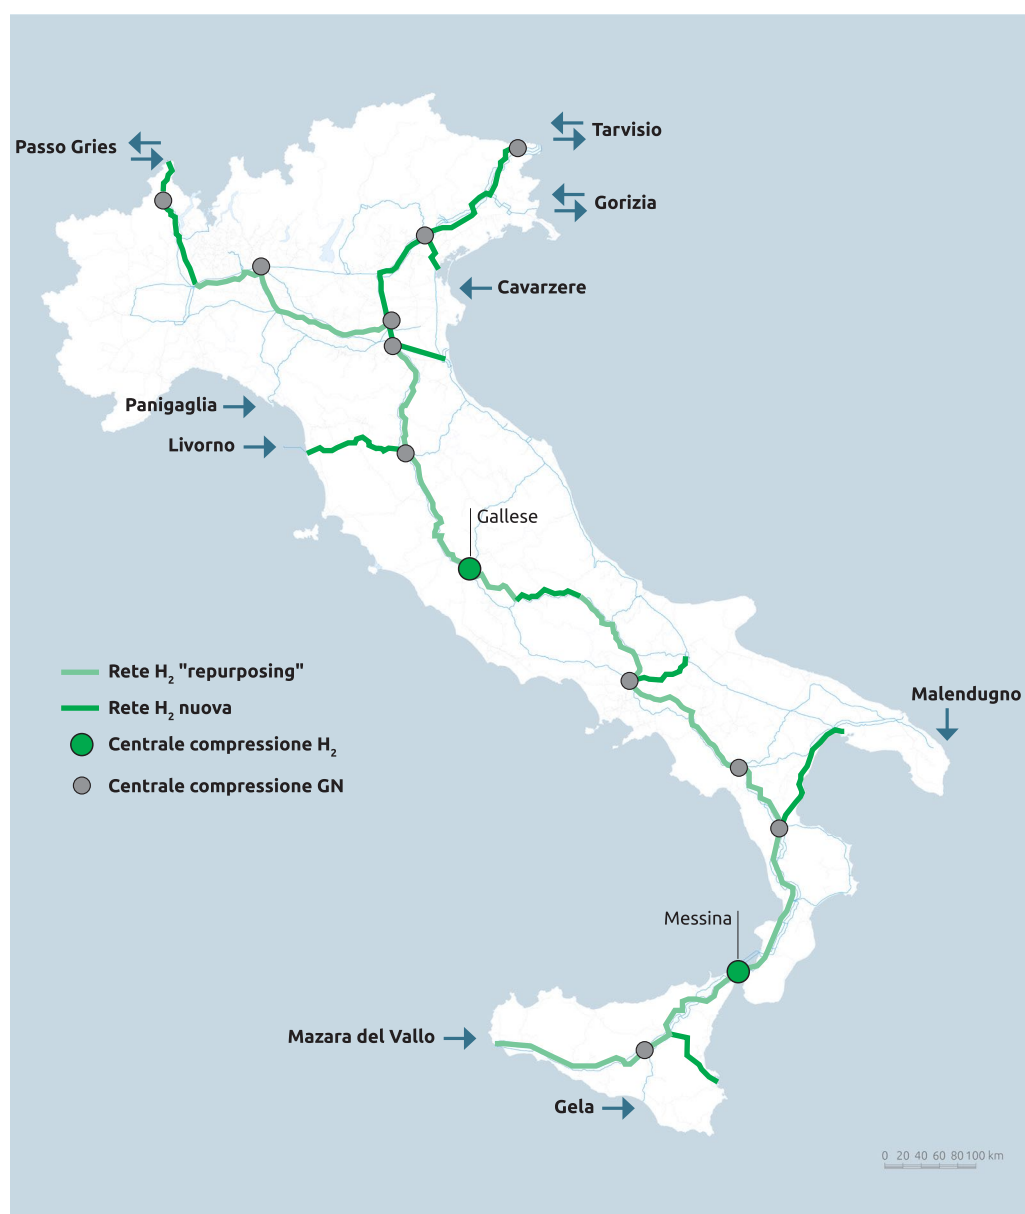 Tarvisio
Passo Gries
Gorizia
Cavarzere
Panigaglia
Livorno
Gallese
Rete H₂ "repurposing"
Rete H₂ nuova
Centrale compressione H₂
Centrale compressione GN
Malendugno
Messina
Mazara del Vallo
Gela
0 20 40 60 80 100 km